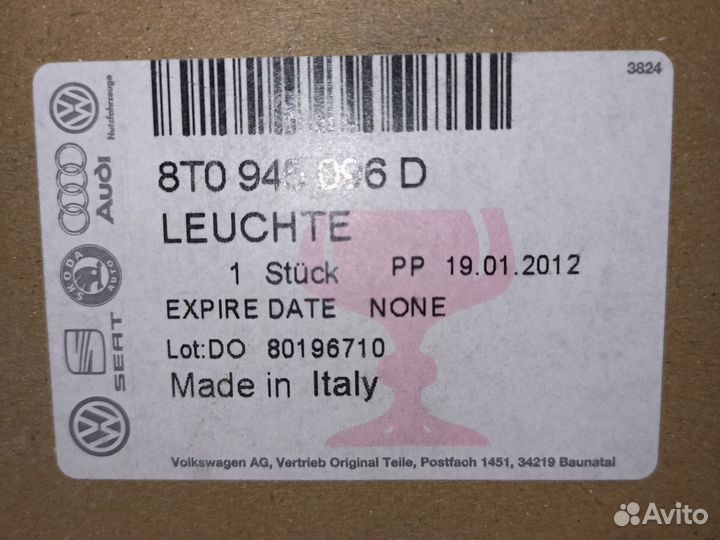 3824
8T0 945 096 D
LEUCHTE
1 Stück PP 19.01.2012
EXPIRE DATE NONE
Lot:DO 80196710
Made in Italy
Volkswagen AG, Vertrieb Original Teile, Postfach 1451, 34219 Baunatal
Nutzfahrzeuge
Audi
SKODA
AUTO
SEAT
Avito